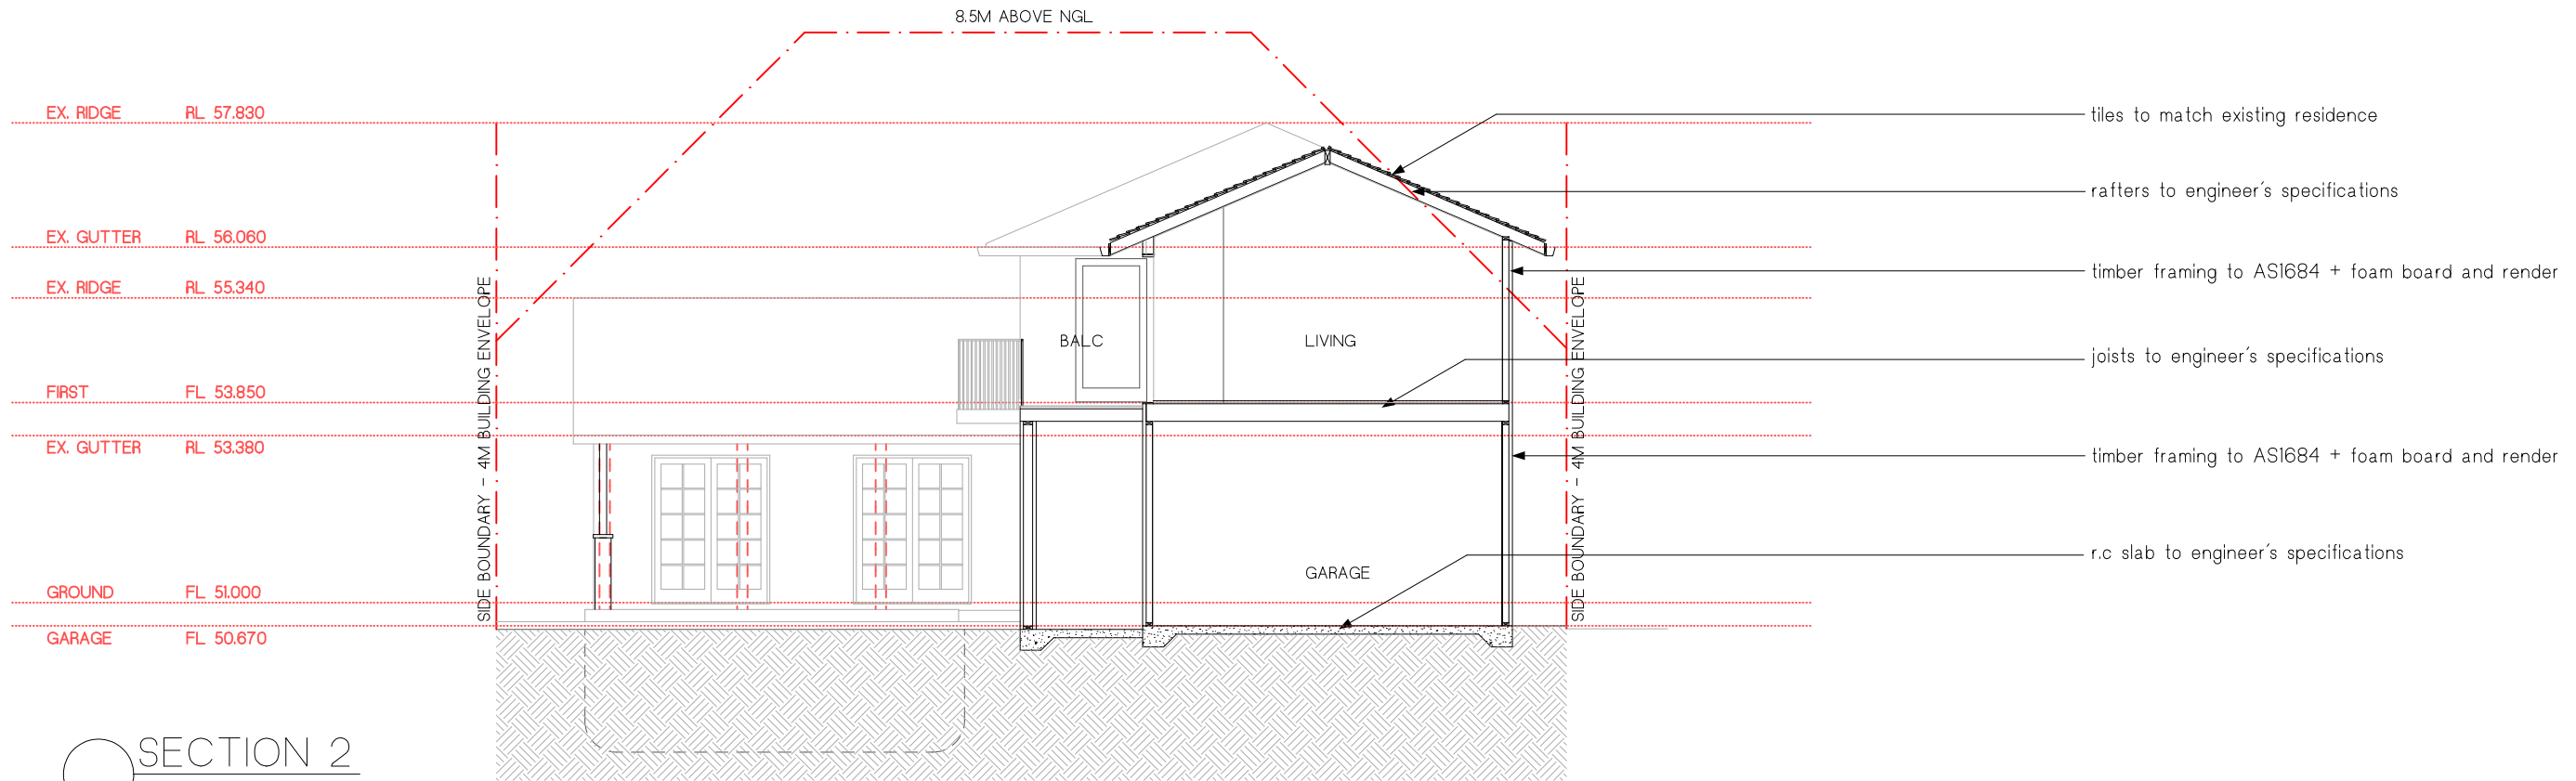 8.5M ABOVE NGL
EX. RIDGE RL 57.830
tiles to match existing residence
rafters to engineer's specifications
EX. GUTTER RL 56.060
timber framing to AS1684 + foam board and render
EX. RIDGE RL 55.340
SIDE BOUNDARY - 4M BUILDING ENVELOPE
BALC
LIVING
SIDE BOUNDARY - 4M BUILDING ENVELOPE
joists to engineer's specifications
FIRST FL 53.850
EX. GUTTER RL 53.380
timber framing to AS1684 + foam board and render
r.c slab to engineer's specifications
GARAGE
GROUND FL 51.000
GARAGE FL 50.670
SECTION 2